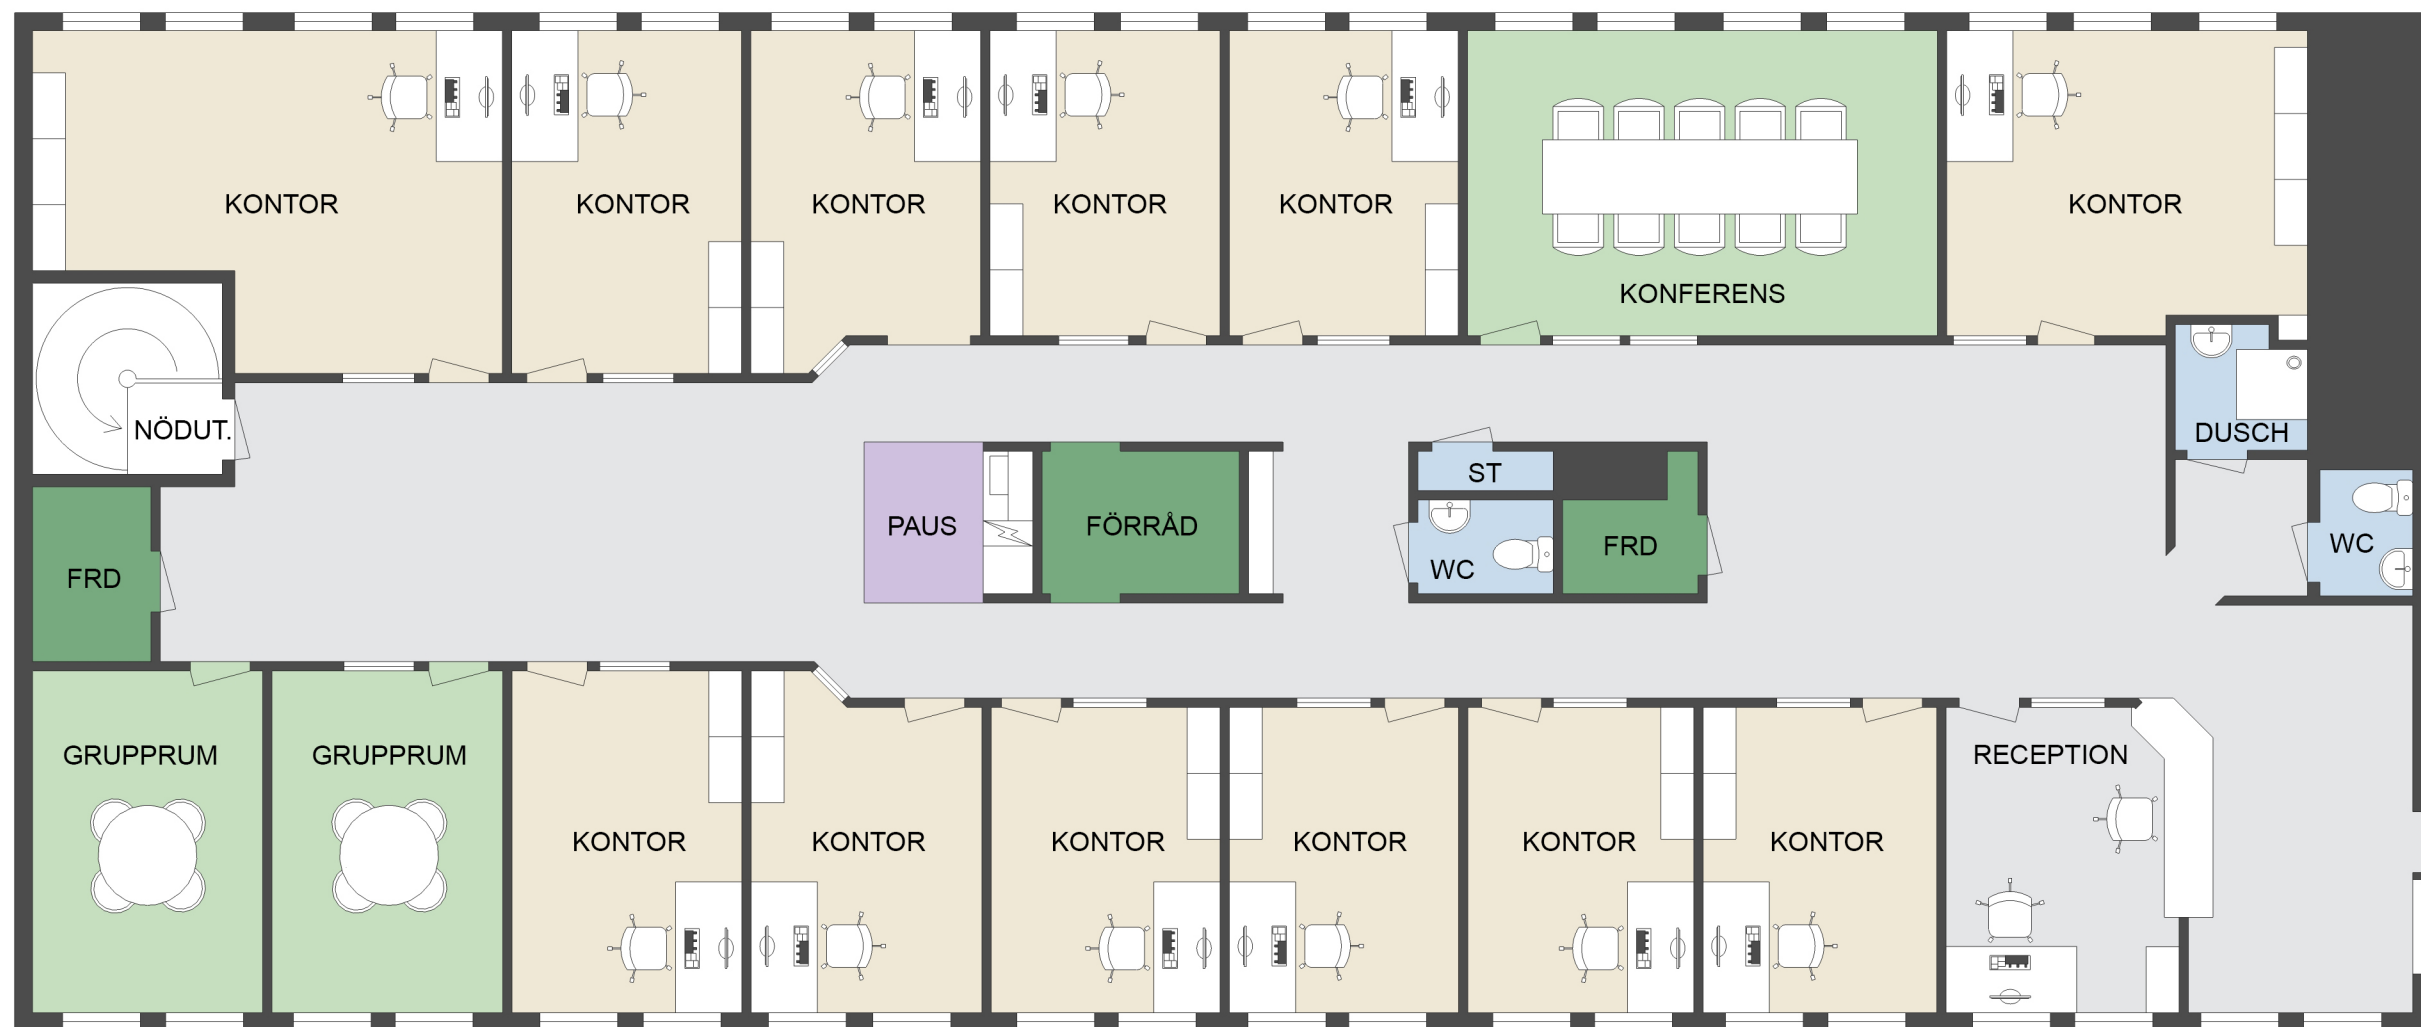 KONTOR
KONTOR
KONTOR
KONTOR
KONTOR
KONTOR
KONFERENS
NÖDUT.
DUSCH
ST
PAUS
FÖRRÅD
FRD
WC
WC
FRD
GRUPPRUM
GRUPPRUM
RECEPTION
KONTOR
KONTOR
KONTOR
KONTOR
KONTOR
KONTOR